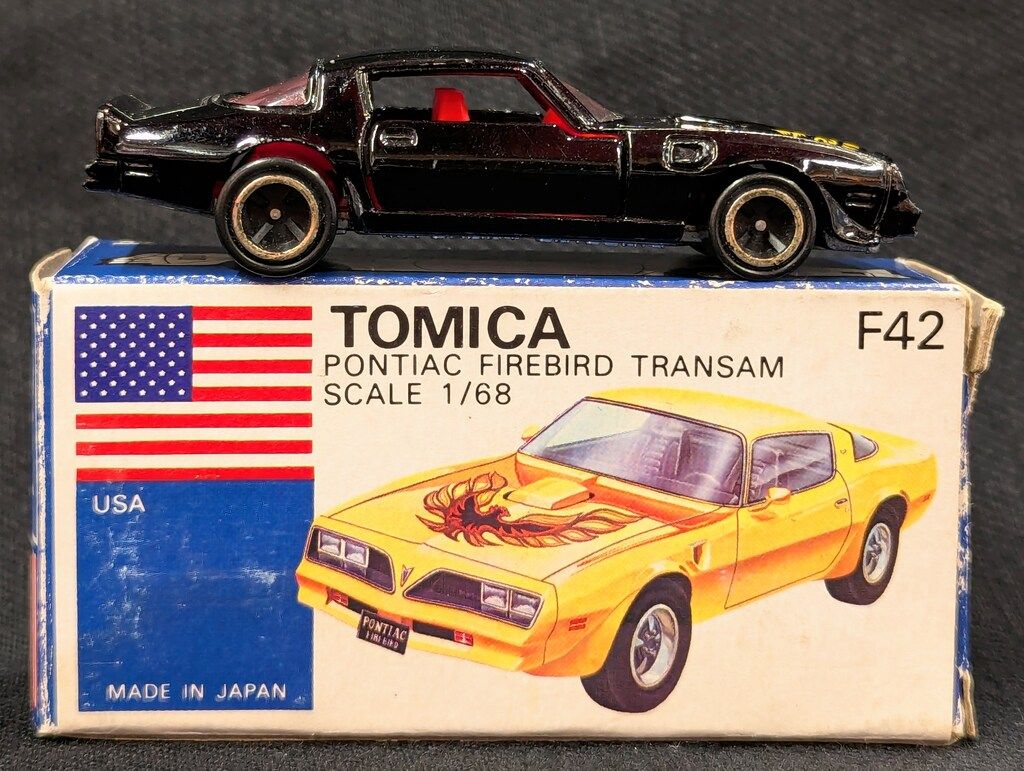 TOMICA
F42
PONTIAC FIREBIRD TRANSAM
SCALE 1/68
USA
PONTIAC
FIREBIRD
MADE IN JAPAN